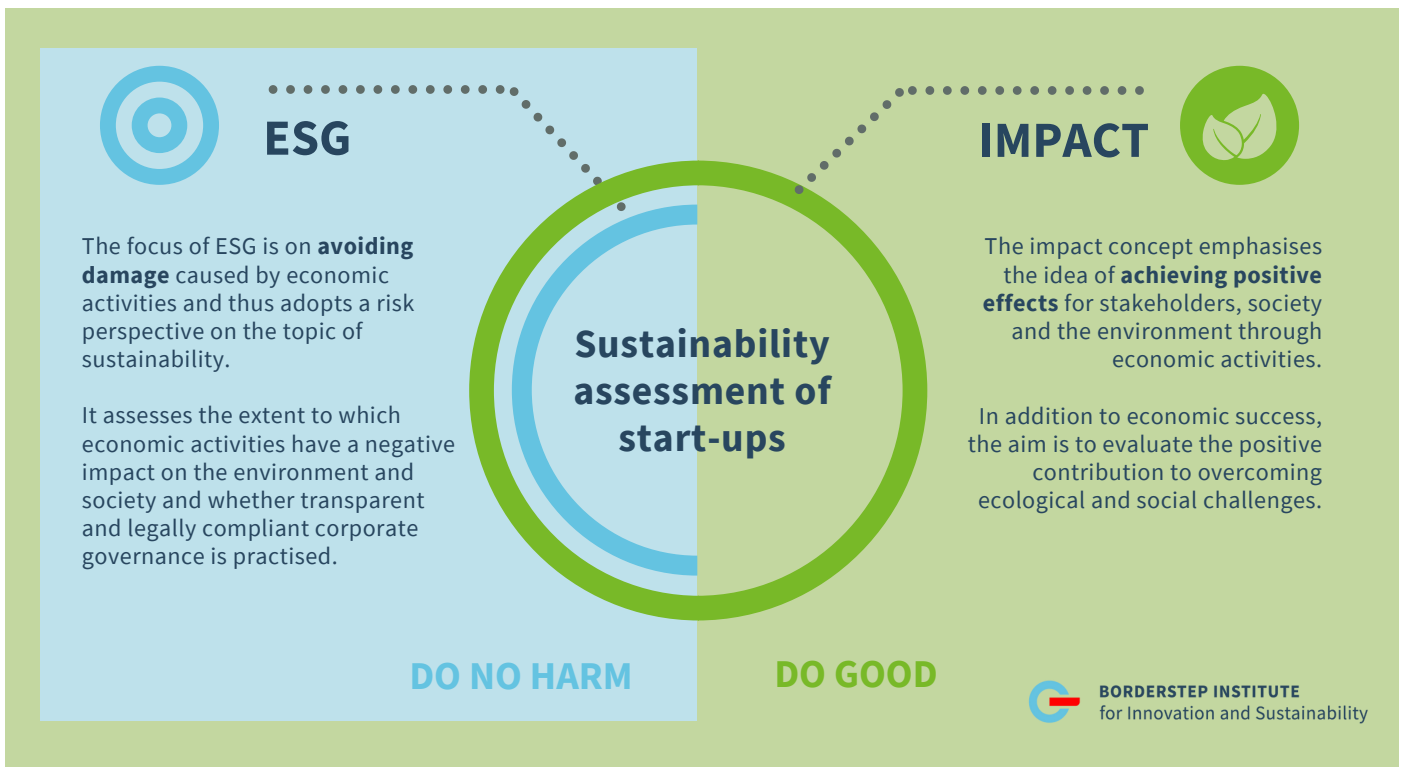 ESG
The focus of ESG is on avoiding
damage caused by economic
activities and thus adopts a risk
perspective on the topic of
sustainability.
It assesses the extent to which
economic activities have a negative
impact on the environment and
society and whether transparent
and legally compliant corporate
governance is practised.
DO NO HARM
Sustainability
assessment of
start-ups
IMPACT
The impact concept emphasises
the idea of achieving positive
effects for stakeholders, society
and the environment through
economic activities.
In addition to economic success,
the aim is to evaluate the positive
contribution to overcoming
ecological and social challenges.
DO GOOD
BORDERSTEP INSTITUTE
for Innovation and Sustainability